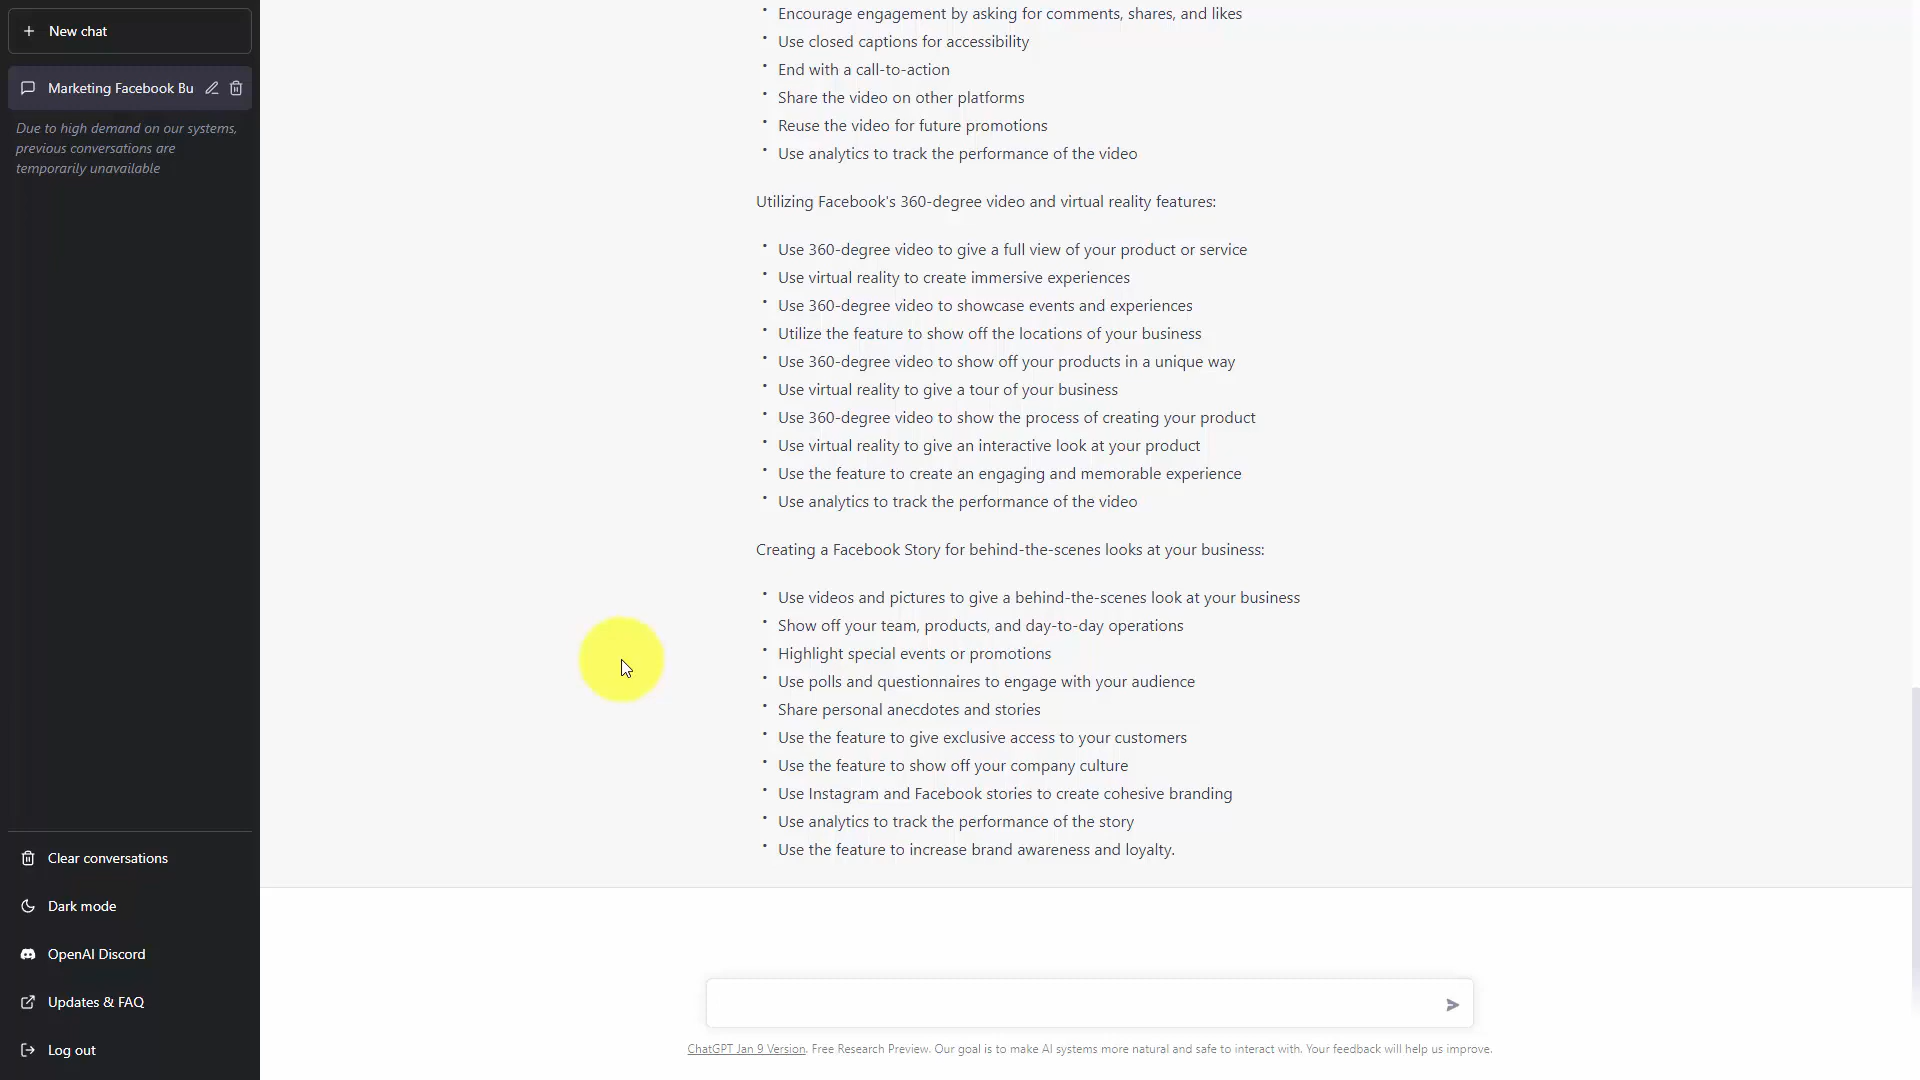 New chat
Marketing Facebook Bu
Due to high demand on our systems,
previous conversations are
temporarily unavailable
Clear conversations
Dark mode
OpenAI Discord
Updates & FAQ
Log out
• Encourage engagement by asking for comments, shares, and likes
• Use closed captions for accessibility
• End with a call-to-action
• Share the video on other platforms
• Reuse the video for future promotions
• Use analytics to track the performance of the video
Utilizing Facebook's 360-degree video and virtual reality features:
• Use 360-degree video to give a full view of your product or service
• Use virtual reality to create immersive experiences
• Use 360-degree video to showcase events and experiences
• Utilize the feature to show off the locations of your business
• Use 360-degree video to show off your products in a unique way
• Use virtual reality to give a tour of your business
• Use 360-degree video to show the process of creating your product
• Use virtual reality to give an interactive look at your product
• Use the feature to create an engaging and memorable experience
• Use analytics to track the performance of the video
Creating a Facebook Story for behind-the-scenes looks at your business:
• Use videos and pictures to give a behind-the-scenes look at your business
• Show off your team, products, and day-to-day operations
• Highlight special events or promotions
• Use polls and questionnaires to engage with your audience
• Share personal anecdotes and stories
• Use the feature to give exclusive access to your customers
• Use the feature to show off your company culture
• Use Instagram and Facebook stories to create cohesive branding
• Use analytics to track the performance of the story
• Use the feature to increase brand awareness and loyalty.
ChatGPT Jan 9 Version. Free Research Preview. Our goal is to make AI systems more natural and safe to interact with. Your feedback will help us improve.